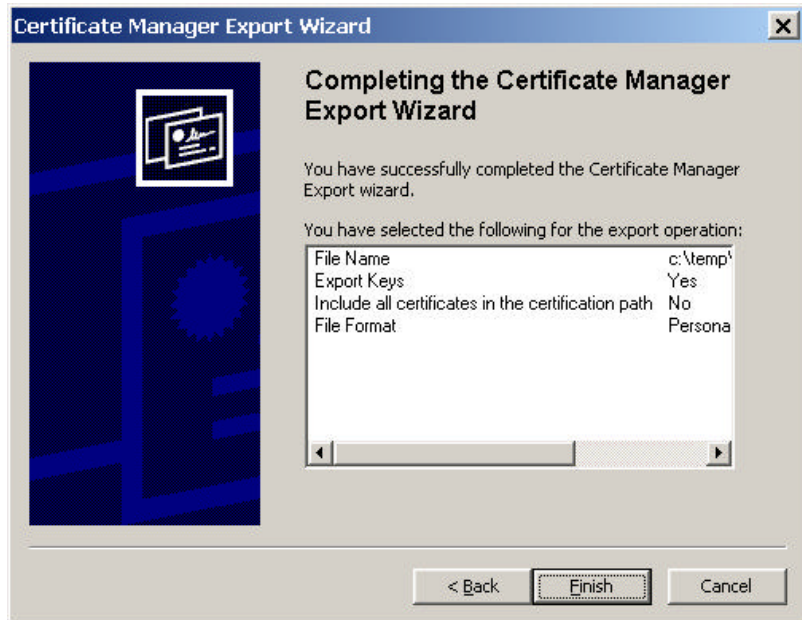 Certificate Manager Export Wizard
Completing the Certificate Manager
Export Wizard
You have successfully completed the Certificate Manager
Export wizard.
You have selected the following for the export operation:
File Name c:\temp\
Export Keys Yes
Include all certificates in the certification path No
File Format Persona
< Back Finish Cancel